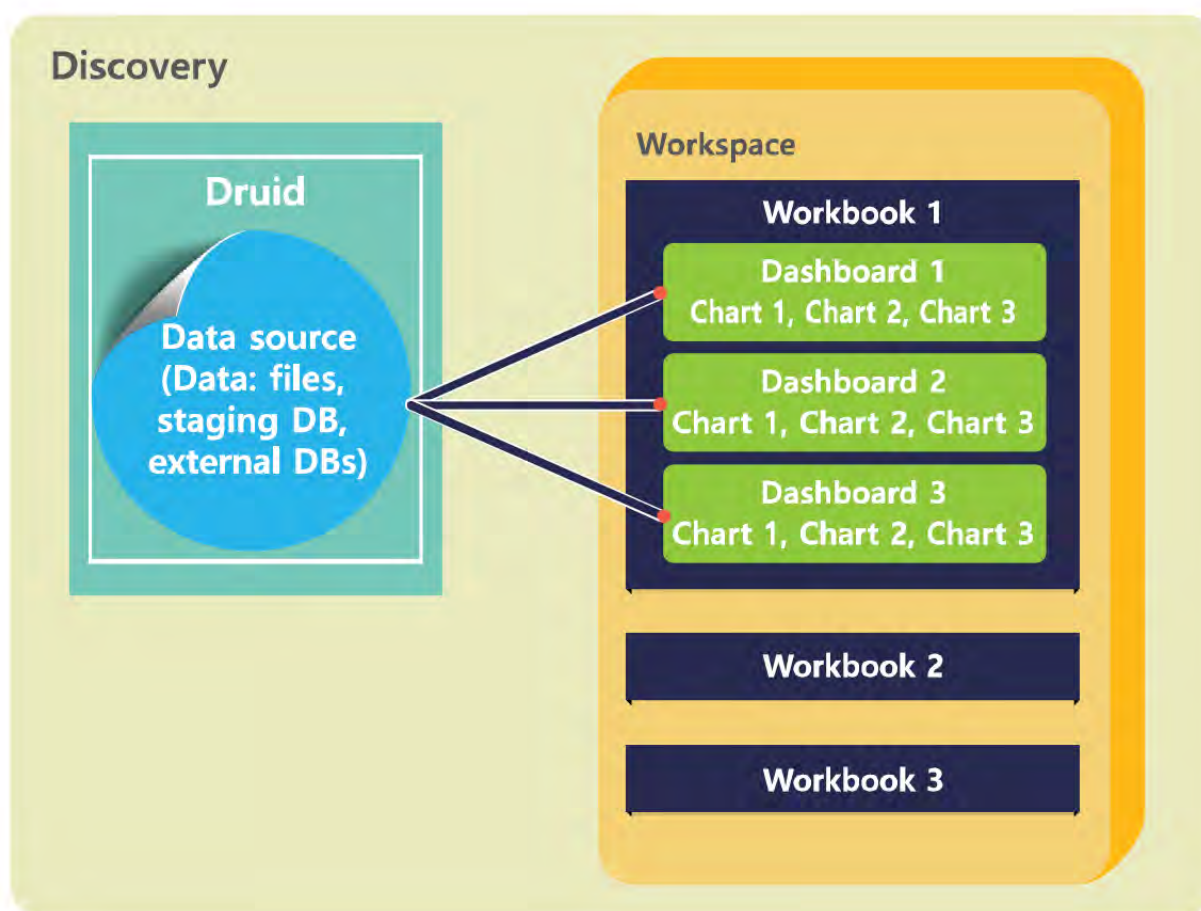 Discovery
Druid
Data source
(Data: files,
staging DB,
external DBs)
Workspace
Workbook 1
Dashboard 1
Chart 1, Chart 2, Chart 3
Dashboard 2
Chart 1, Chart 2, Chart 3
Dashboard 3
Chart 1, Chart 2, Chart 3
Workbook 2
Workbook 3